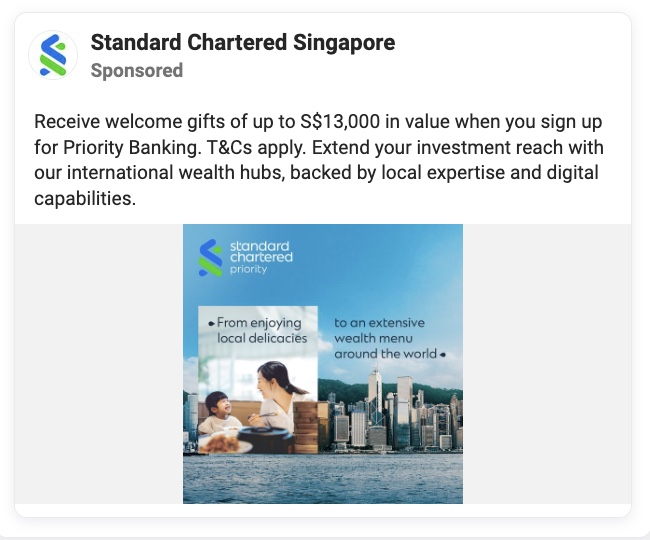 Standard Chartered Singapore
Sponsored
Receive welcome gifts of up to S$13,000 in value when you sign up
for Priority Banking. T&Cs apply. Extend your investment reach with
our international wealth hubs, backed by local expertise and digital
capabilities.
standard
chartered
priority
From enjoying
local delicacies
to an extensive
wealth menu
around the world